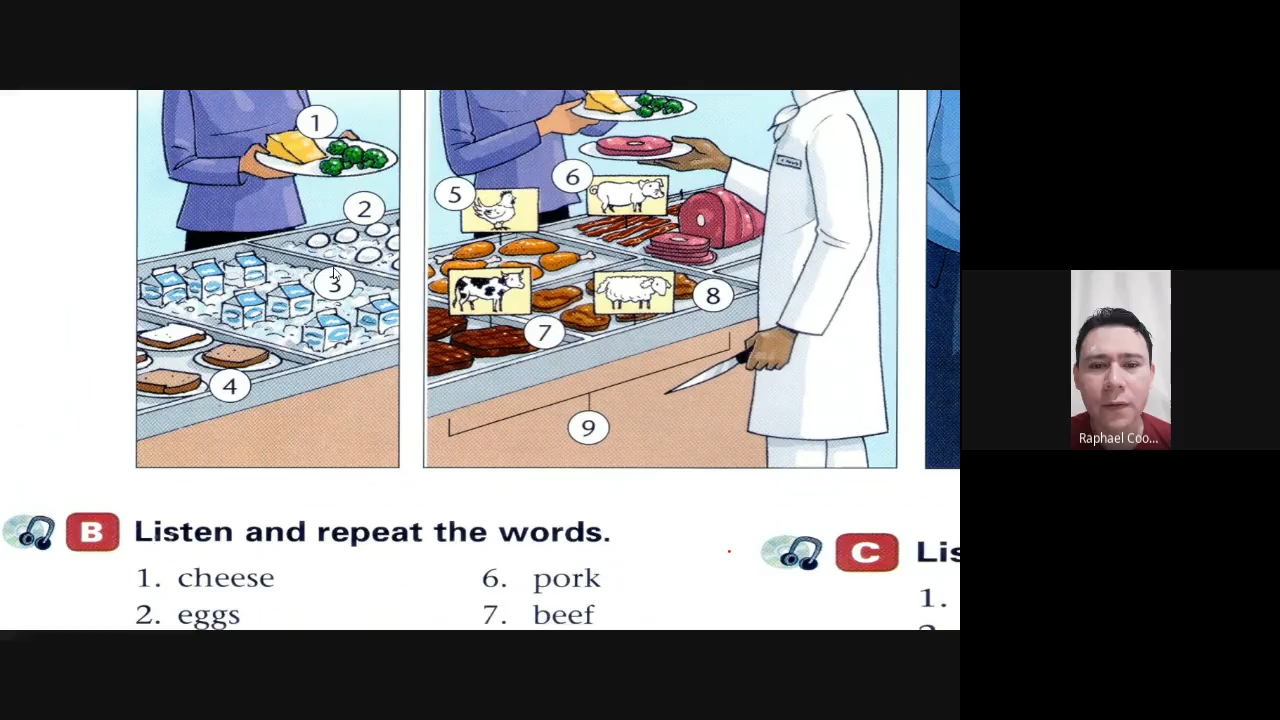 1
2
3
4
5
6
7
8
9
B Listen and repeat the words.
1. cheese
2. eggs
6. pork
7. beef
C Lis
1.
Raphael Coo...